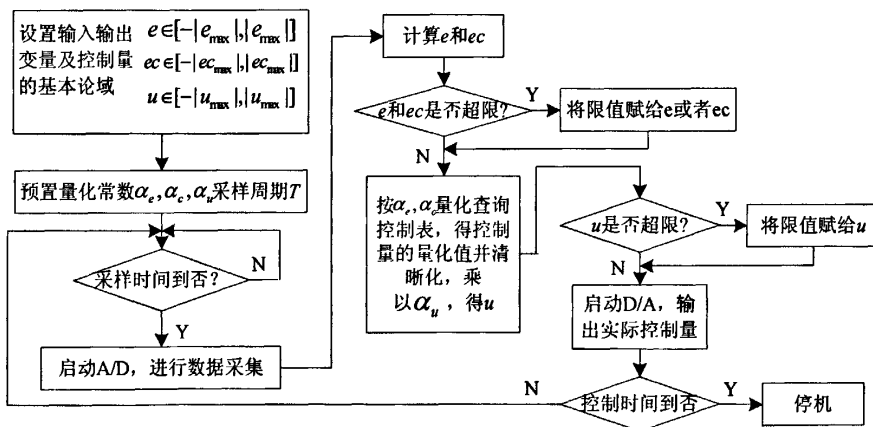 设置输入输出
变量及控制量
的基本论域
e∈[-|e_max|,|e_max|]
ec∈[-|ec_max|,|ec_max|]
u∈[-|u_max|,|u_max|]
预置量化常数α_e,α_c,α_u采样周期T
采样时间到否?
N
Y
启动A/D,进行数据采集
计算e和ec
e和ec是否超限?
Y
将限值赋给e或者ec
N
按α_e,α_c量化查询
控制表,得控制
量的量化值并清
晰化,乘
以α_u,得u
u是否超限?
Y
将限值赋给u
N
启动D/A,输
出实际控制量
控制时间到否
N
Y
停机